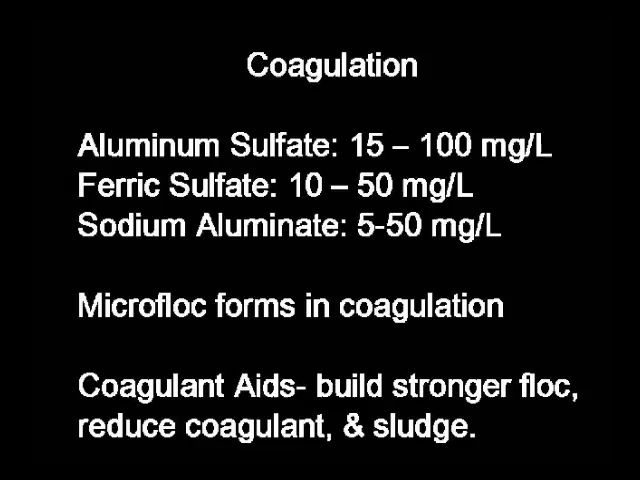 Coagulation
Aluminum Sulfate: 15 – 100 mg/L
Ferric Sulfate: 10 – 50 mg/L
Sodium Aluminate: 5-50 mg/L
Microfloc forms in coagulation
Coagulant Aids- build stronger floc,
reduce coagulant, & sludge.